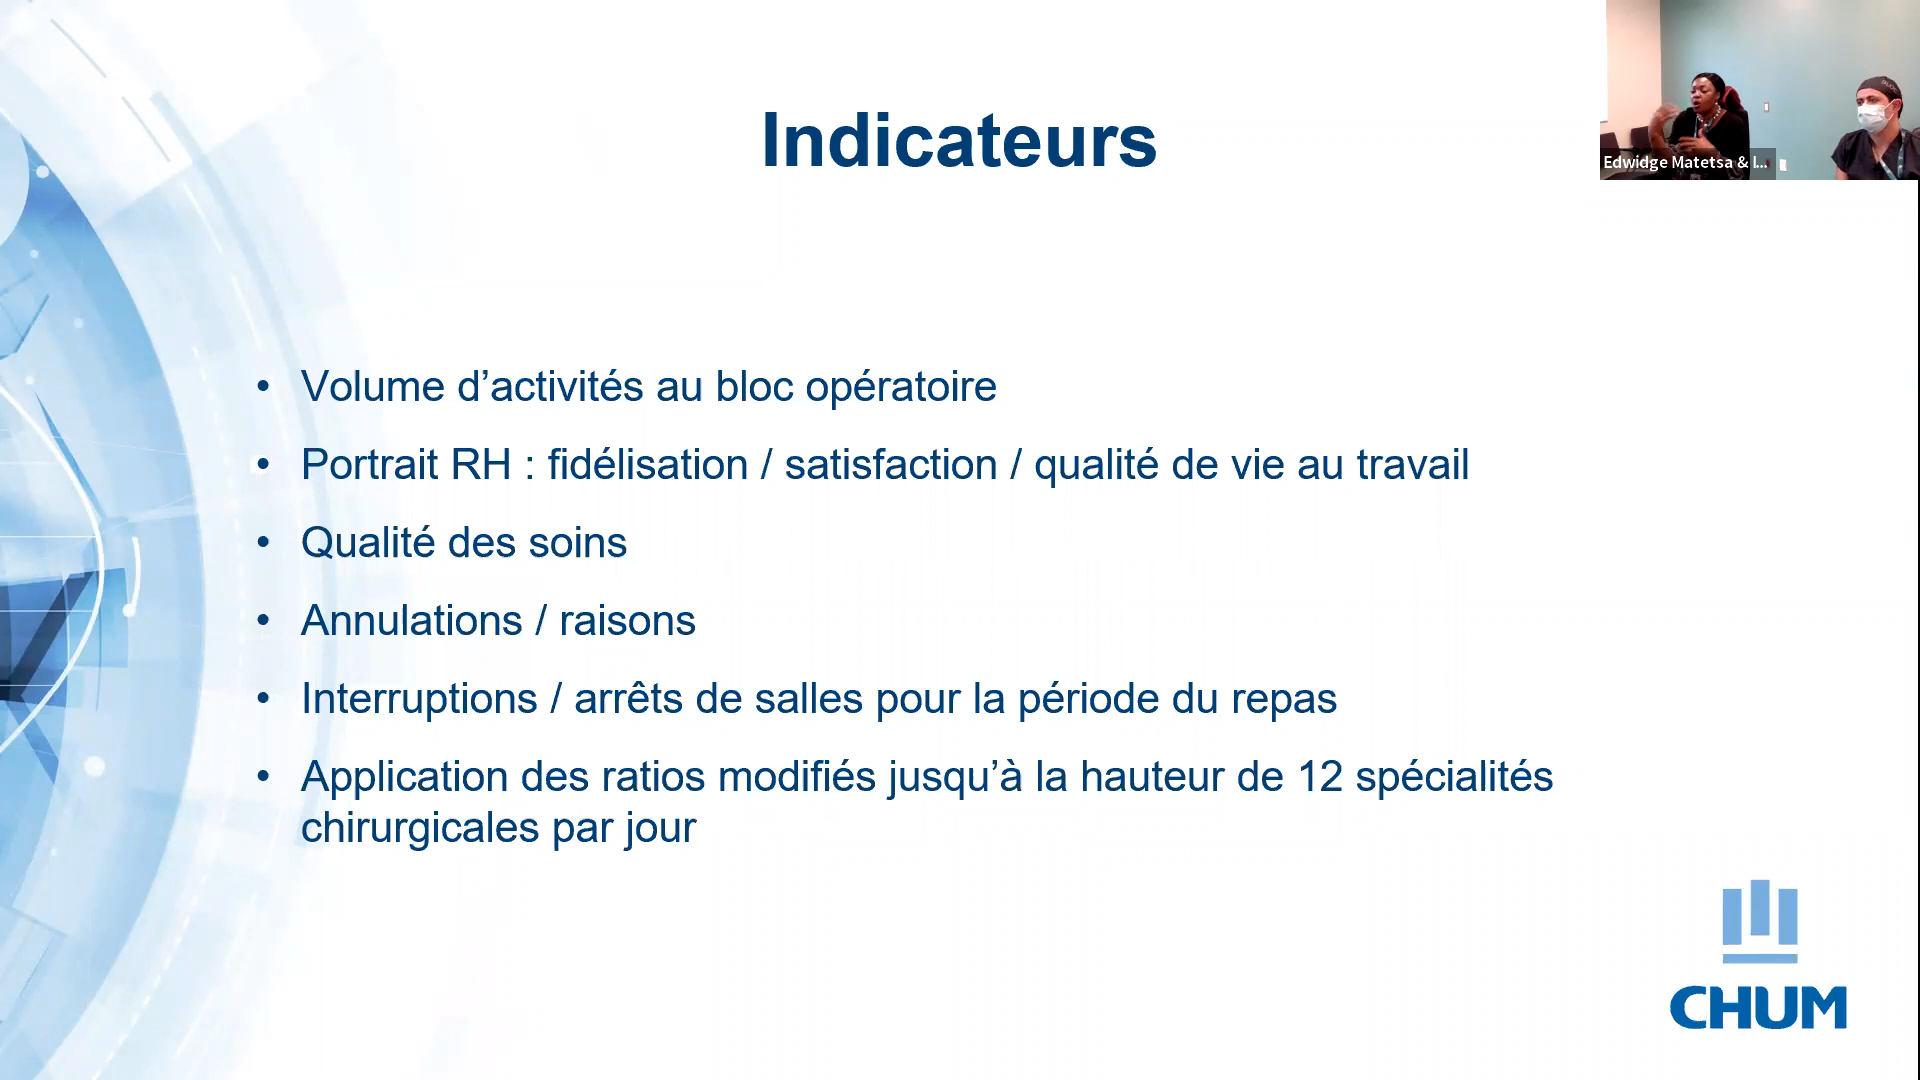 Indicateurs
Edwidge Matetsa & I...
• Volume d’activités au bloc opératoire
• Portrait RH : fidélisation / satisfaction / qualité de vie au travail
• Qualité des soins
• Annulations / raisons
• Interruptions / arrêts de salles pour la période du repas
• Application des ratios modifiés jusqu’à la hauteur de 12 spécialités
chirurgicales par jour
CHUM